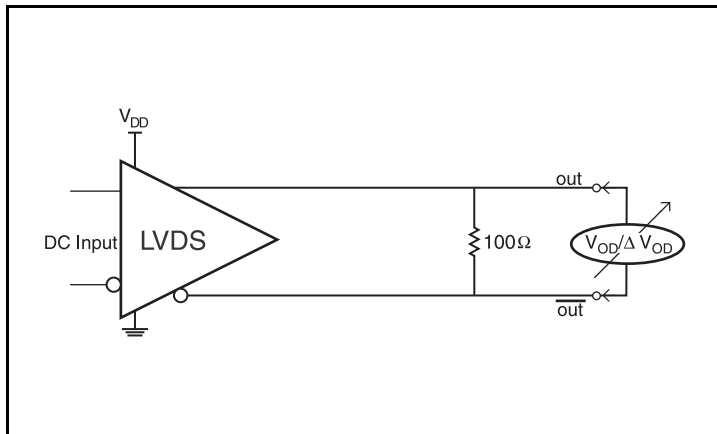 V_DD
out
DC Input
LVDS
100Ω
V_OD/Δ V_OD
out